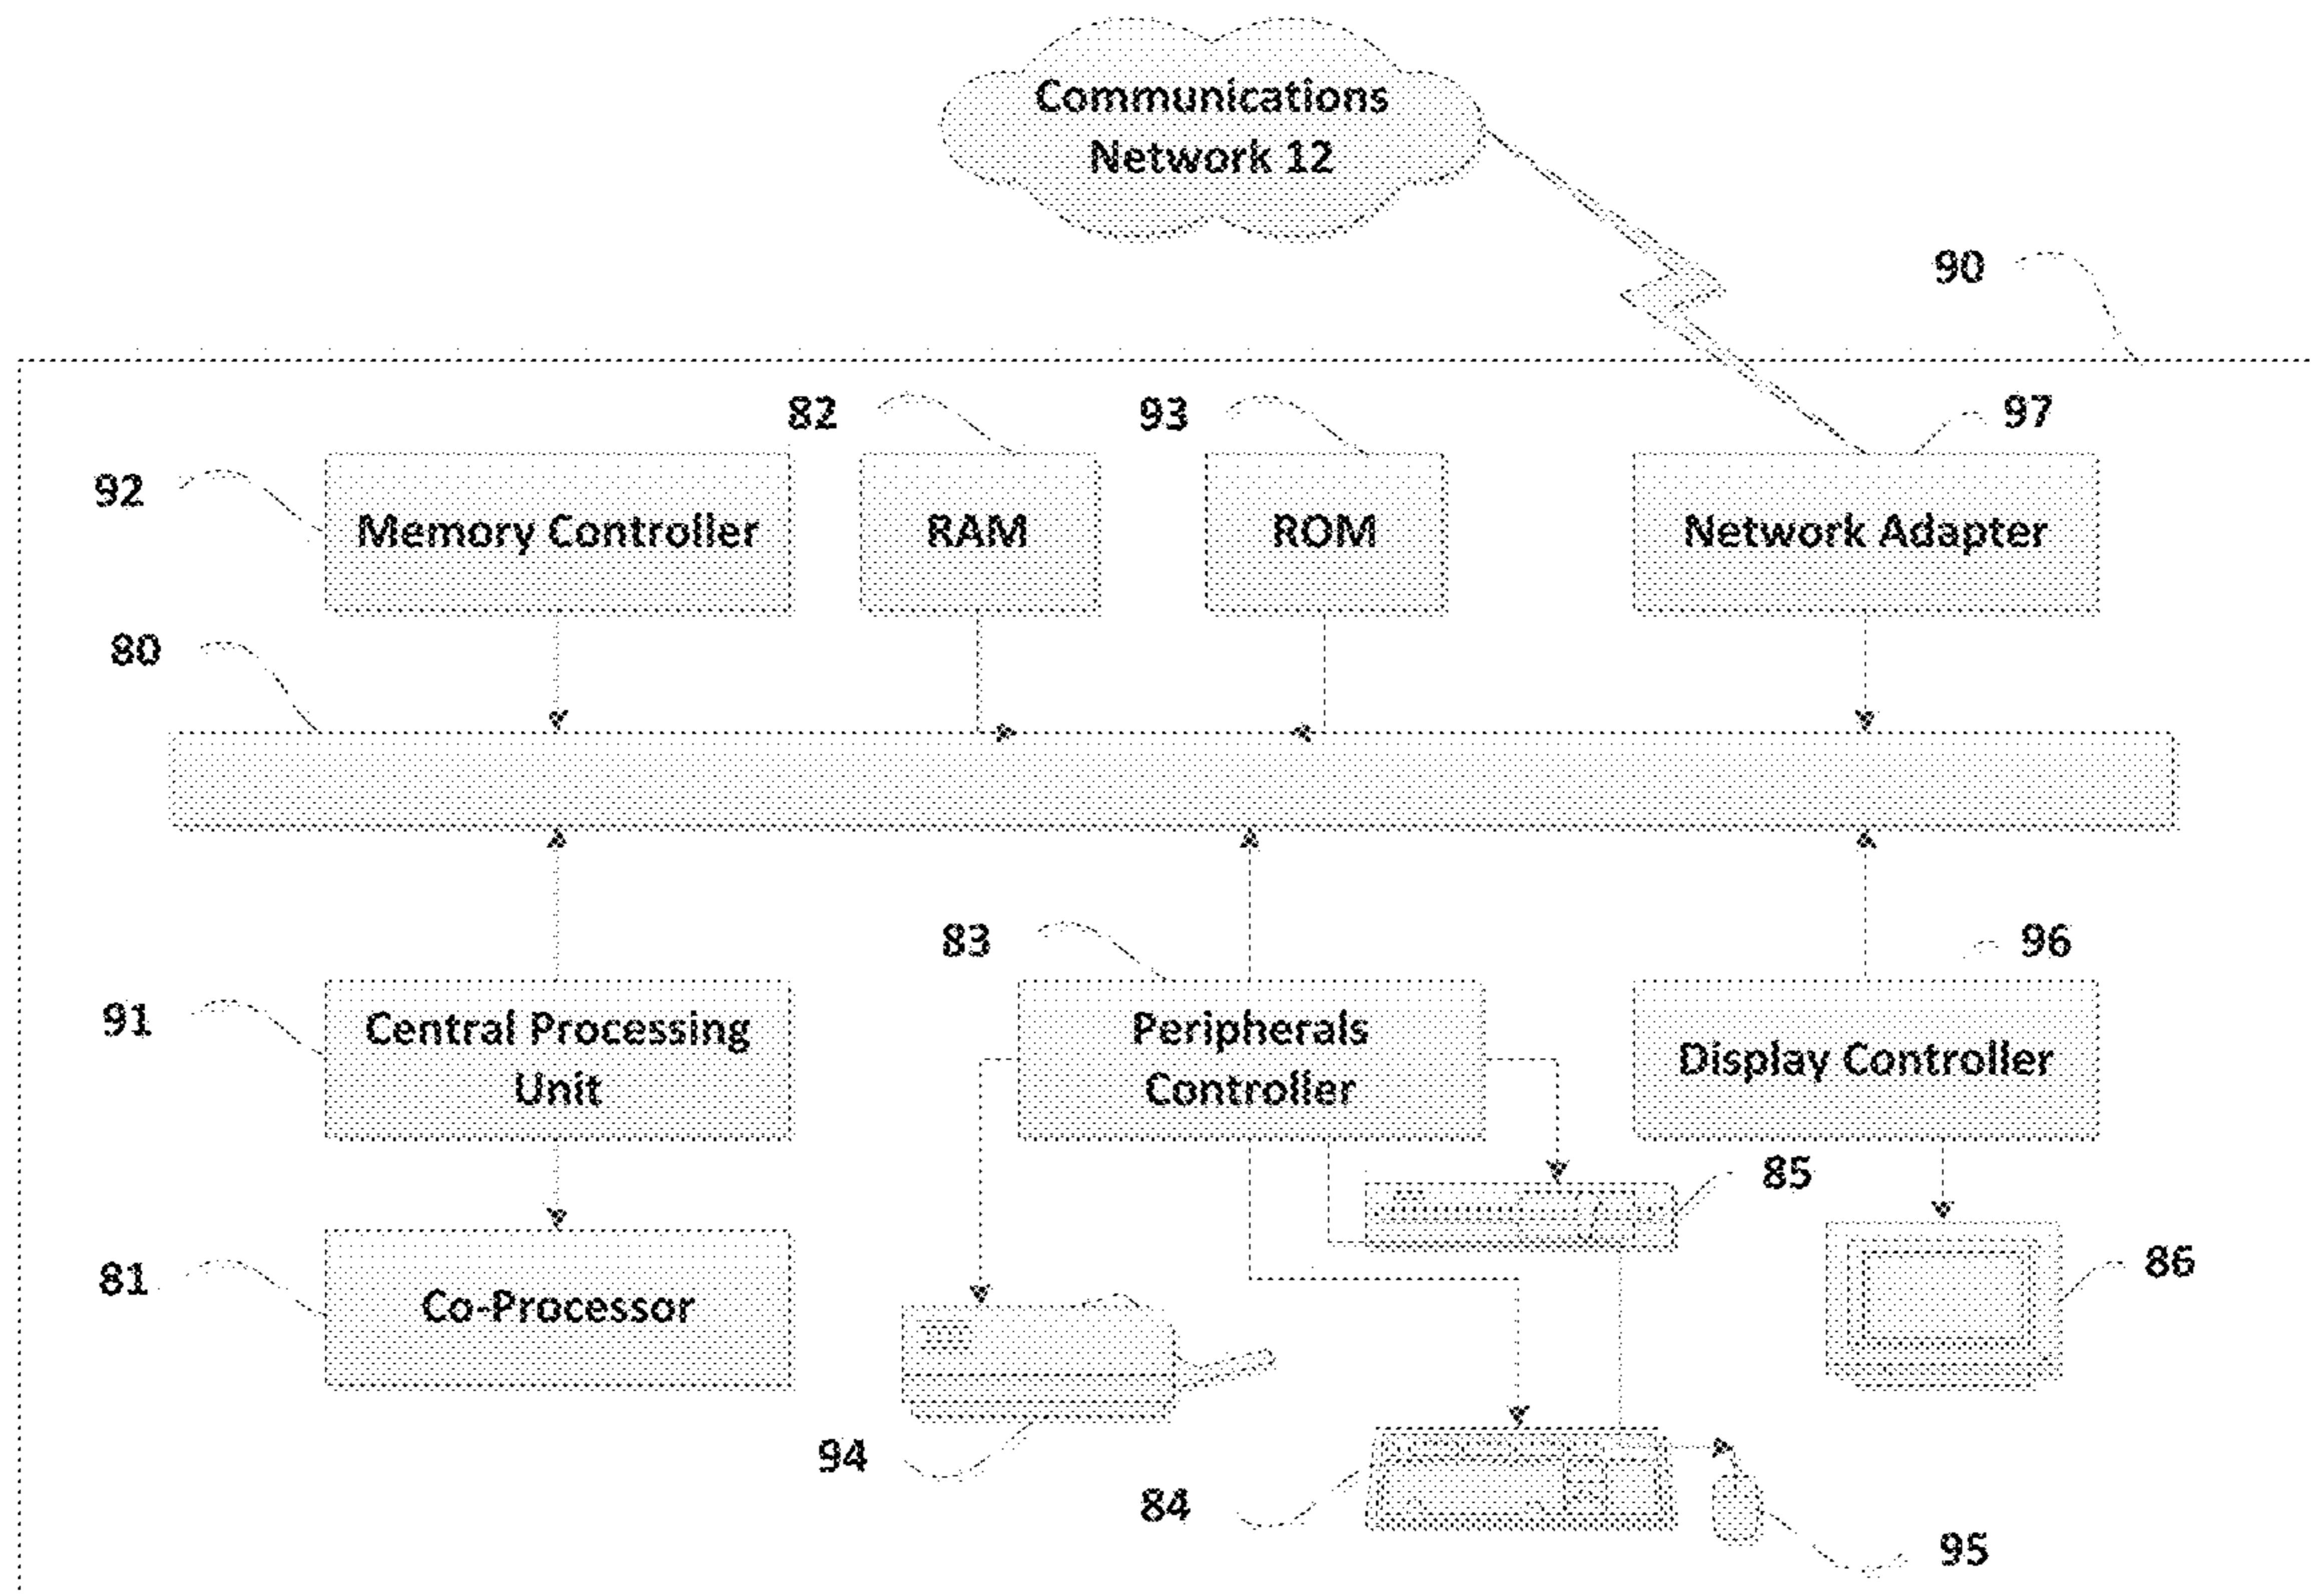 Communications
Network 12
90
82
93
97
92
Memory Controller
RAM
ROM
Network Adapter
80
83
96
91
Central Processing
Unit
Peripherals
Controller
Display Controller
85
86
81
Co-Processor
94
84
95